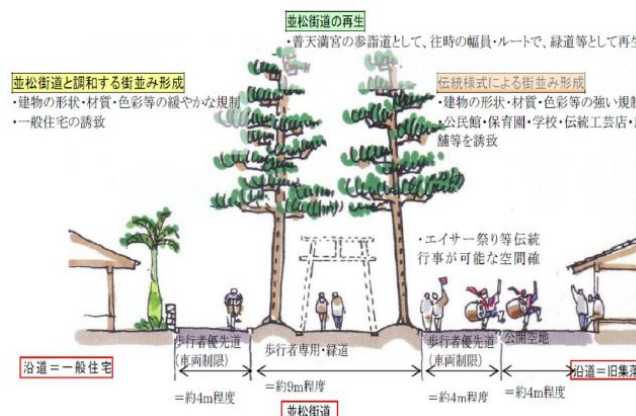 並松街道の再生
・普天満宮の参詣道として、往時の幅員・ルートで、緑道等として再生
並松街道と調和する街並み形成
・建物の形状・材質・色彩等の緩やかな規制
・一般住宅の誘致
伝統様式による街並み形成
・建物の形状・材質・色彩等の強い規制
・公民館・保育園・学校・伝統工芸店・
舗等を誘致
・エイサー祭り等伝統
行事が可能な空間確
歩行者優先道
(車両制限)
歩行者専用・緑道
歩行者優先道
(車両制限)
公開空地
沿道＝一般住宅
沿道＝旧集落
＝約4m程度
＝約9m程度
＝約4m程度
＝約4m程度
並松街道